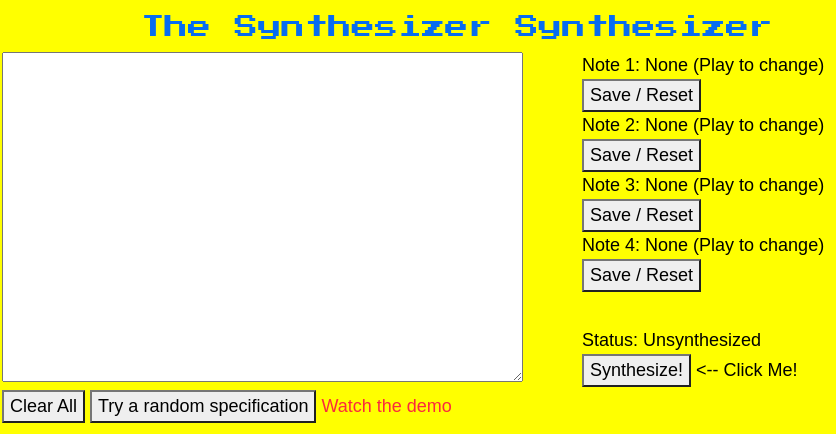 The Synthesizer Synthesizer
Note 1: None (Play to change)
Save / Reset
Note 2: None (Play to change)
Save / Reset
Note 3: None (Play to change)
Save / Reset
Note 4: None (Play to change)
Save / Reset
Status: Unsynthesized
Synthesize! <-- Click Me!
Clear All Try a random specification Watch the demo